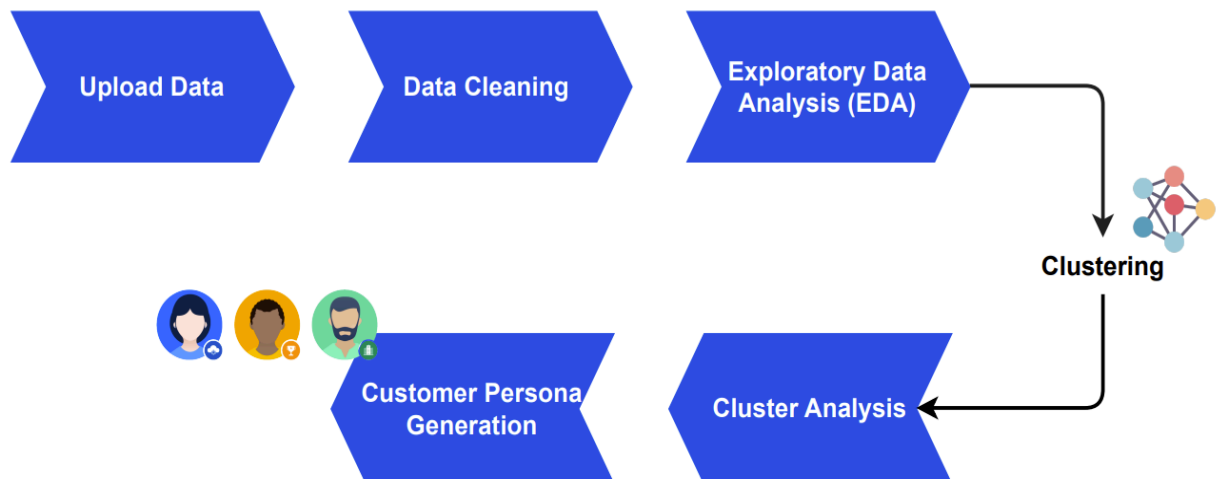 Upload Data
Data Cleaning
Exploratory Data
Analysis (EDA)
Clustering
Cluster Analysis
Customer Persona
Generation